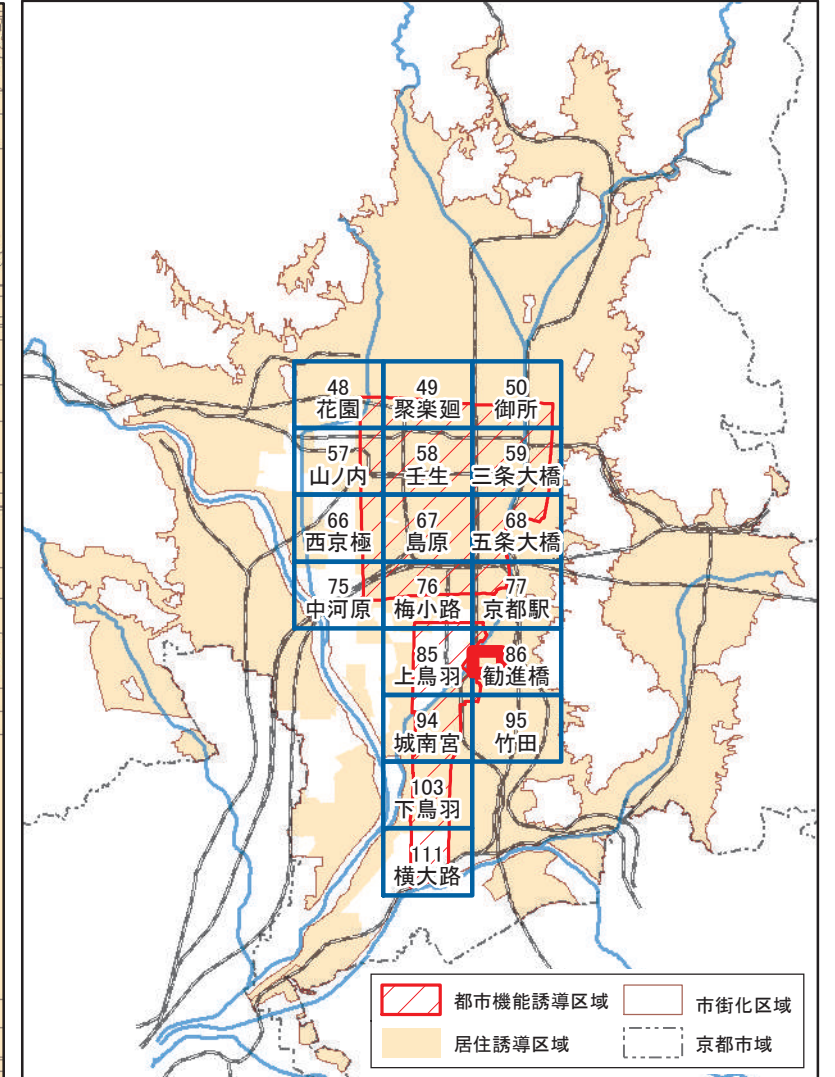 48
花園
49
聚楽廻
50
御所
57
山ノ内
58
壬生
59
三条大橋
66
西京極
67
島原
68
五条大橋
75
中河原
76
梅小路
77
京都駅
85
上鳥羽
86
勧進橋
94
城南宮
95
竹田
103
下鳥羽
111
横大路
都市機能誘導区域
市街化区域
居住誘導区域
京都市域